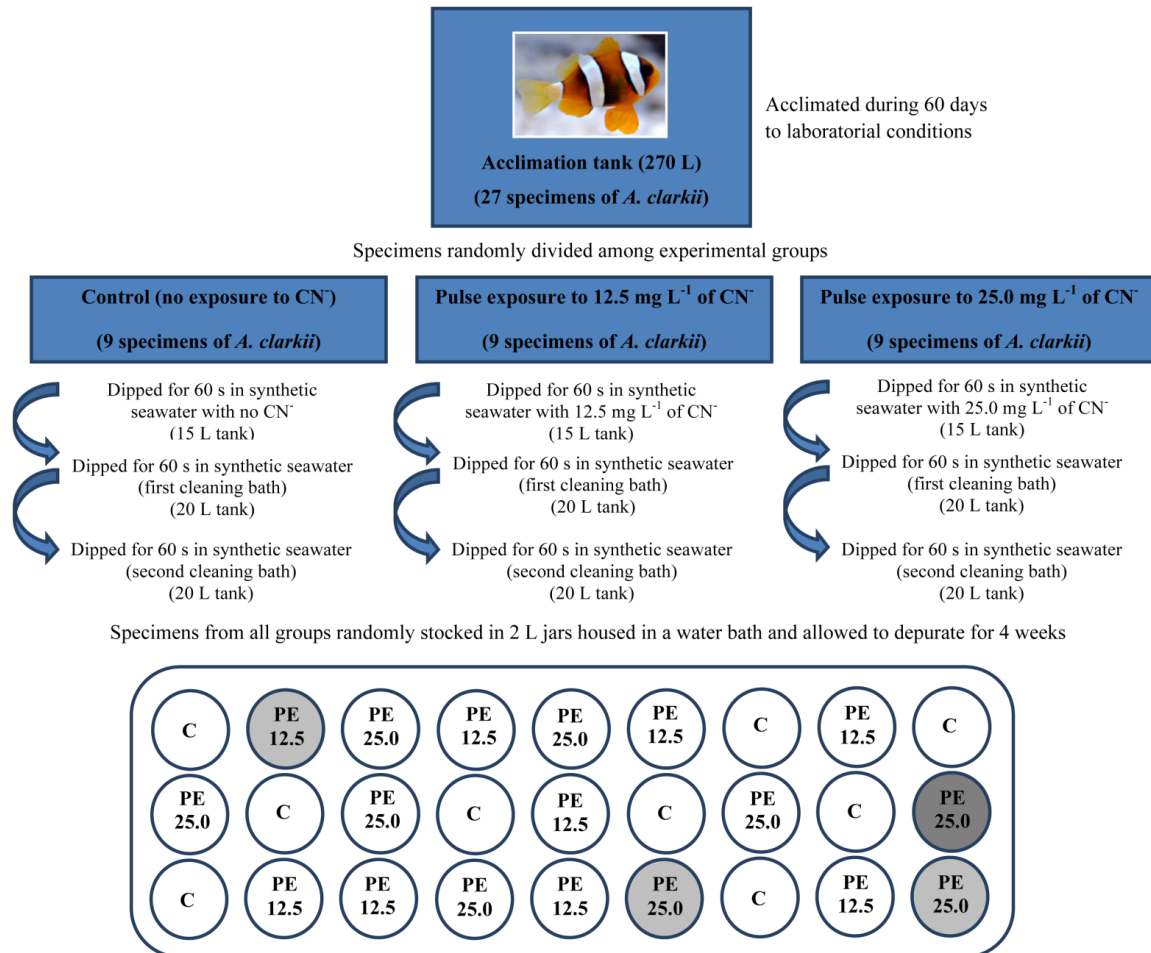 Acclimation tank (270 L)
(27 specimens of A. clarkii)
Acclimated during 60 days
to laboratorial conditions
Specimens randomly divided among experimental groups
Control (no exposure to CN⁻)
(9 specimens of A. clarkii)
Pulse exposure to 12.5 mg L⁻¹ of CN⁻
(9 specimens of A. clarkii)
Pulse exposure to 25.0 mg L⁻¹ of CN⁻
(9 specimens of A. clarkii)
Dipped for 60 s in synthetic
seawater with no CN⁻
(15 L tank)
Dipped for 60 s in synthetic seawater
(first cleaning bath)
(20 L tank)
Dipped for 60 s in synthetic seawater
(second cleaning bath)
(20 L tank)
Dipped for 60 s in synthetic
seawater with 12.5 mg L⁻¹ of CN⁻
(15 L tank)
Dipped for 60 s in synthetic seawater
(first cleaning bath)
(20 L tank)
Dipped for 60 s in synthetic seawater
(second cleaning bath)
(20 L tank)
Dipped for 60 s in synthetic
seawater with 25.0 mg L⁻¹ of CN⁻
(15 L tank)
Dipped for 60 s in synthetic seawater
(first cleaning bath)
(20 L tank)
Dipped for 60 s in synthetic seawater
(second cleaning bath)
(20 L tank)
Specimens from all groups randomly stocked in 2 L jars housed in a water bath and allowed to depurate for 4 weeks
C
PE
12.5
PE
25.0
PE
12.5
PE
25.0
PE
12.5
C
PE
12.5
C
PE
25.0
C
PE
25.0
C
PE
12.5
C
PE
25.0
C
PE
25.0
C
PE
12.5
PE
12.5
PE
25.0
PE
12.5
PE
25.0
C
PE
12.5
PE
25.0